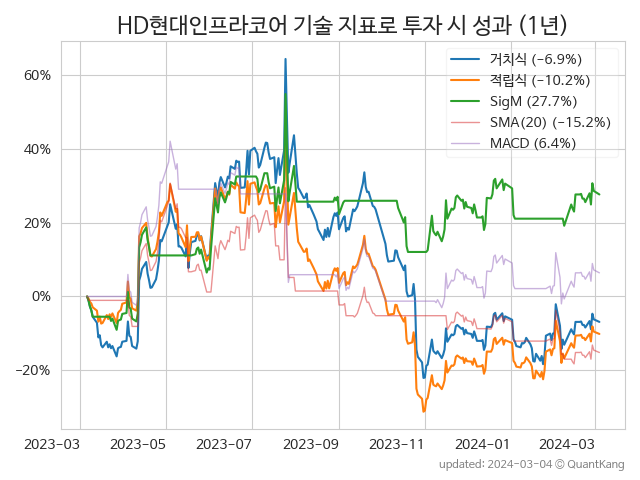 HD현대인프라코어 기술 지표로 투자 시 성과 (1년)
거치식 (−6.9%)
적립식 (−10.2%)
SigM (27.7%)
SMA(20) (−15.2%)
MACD (6.4%)
60%
40%
20%
0%
−20%
2023-03
2023-05
2023-07
2023-09
2023-11
2024-01
2024-03
updated: 2024-03-04 ⓒ QuantKang